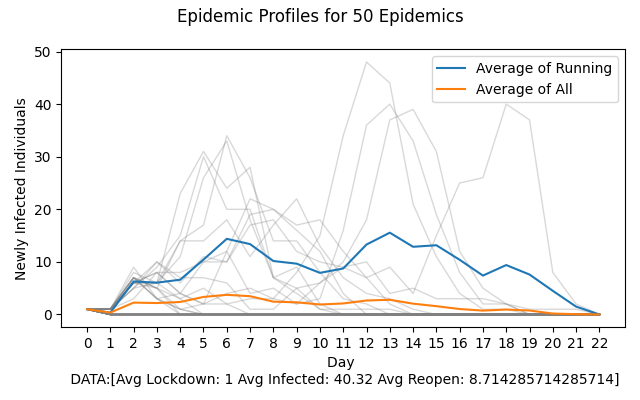 Epidemic Profiles for 50 Epidemics
50
40
30
20
10
0
Newly Infected Individuals
Average of Running
Average of All
0 1 2 3 4 5 6 7 8 9 10 11 12 13 14 15 16 17 18 19 20 21 22
Day
DATA:[Avg Lockdown: 1 Avg Infected: 40.32 Avg Reopen: 8.714285714285714]